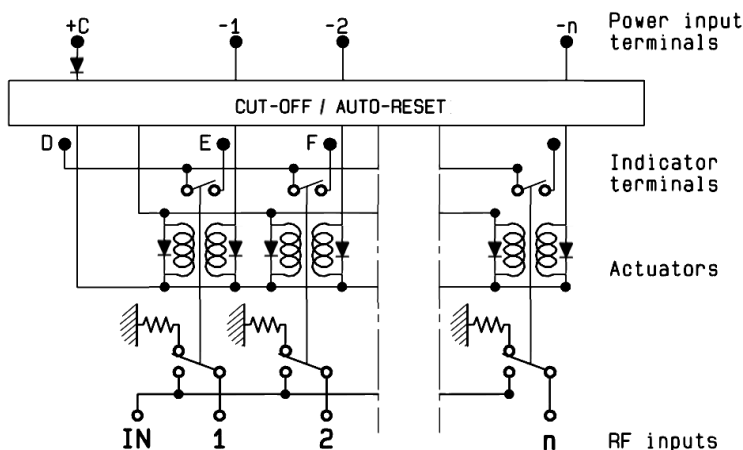 +C -1 -2 -n Power input
terminals
CUT-OFF / AUTO-RESET
D E F Indicator
terminals
Actuators
IN 1 2 n RF inputs